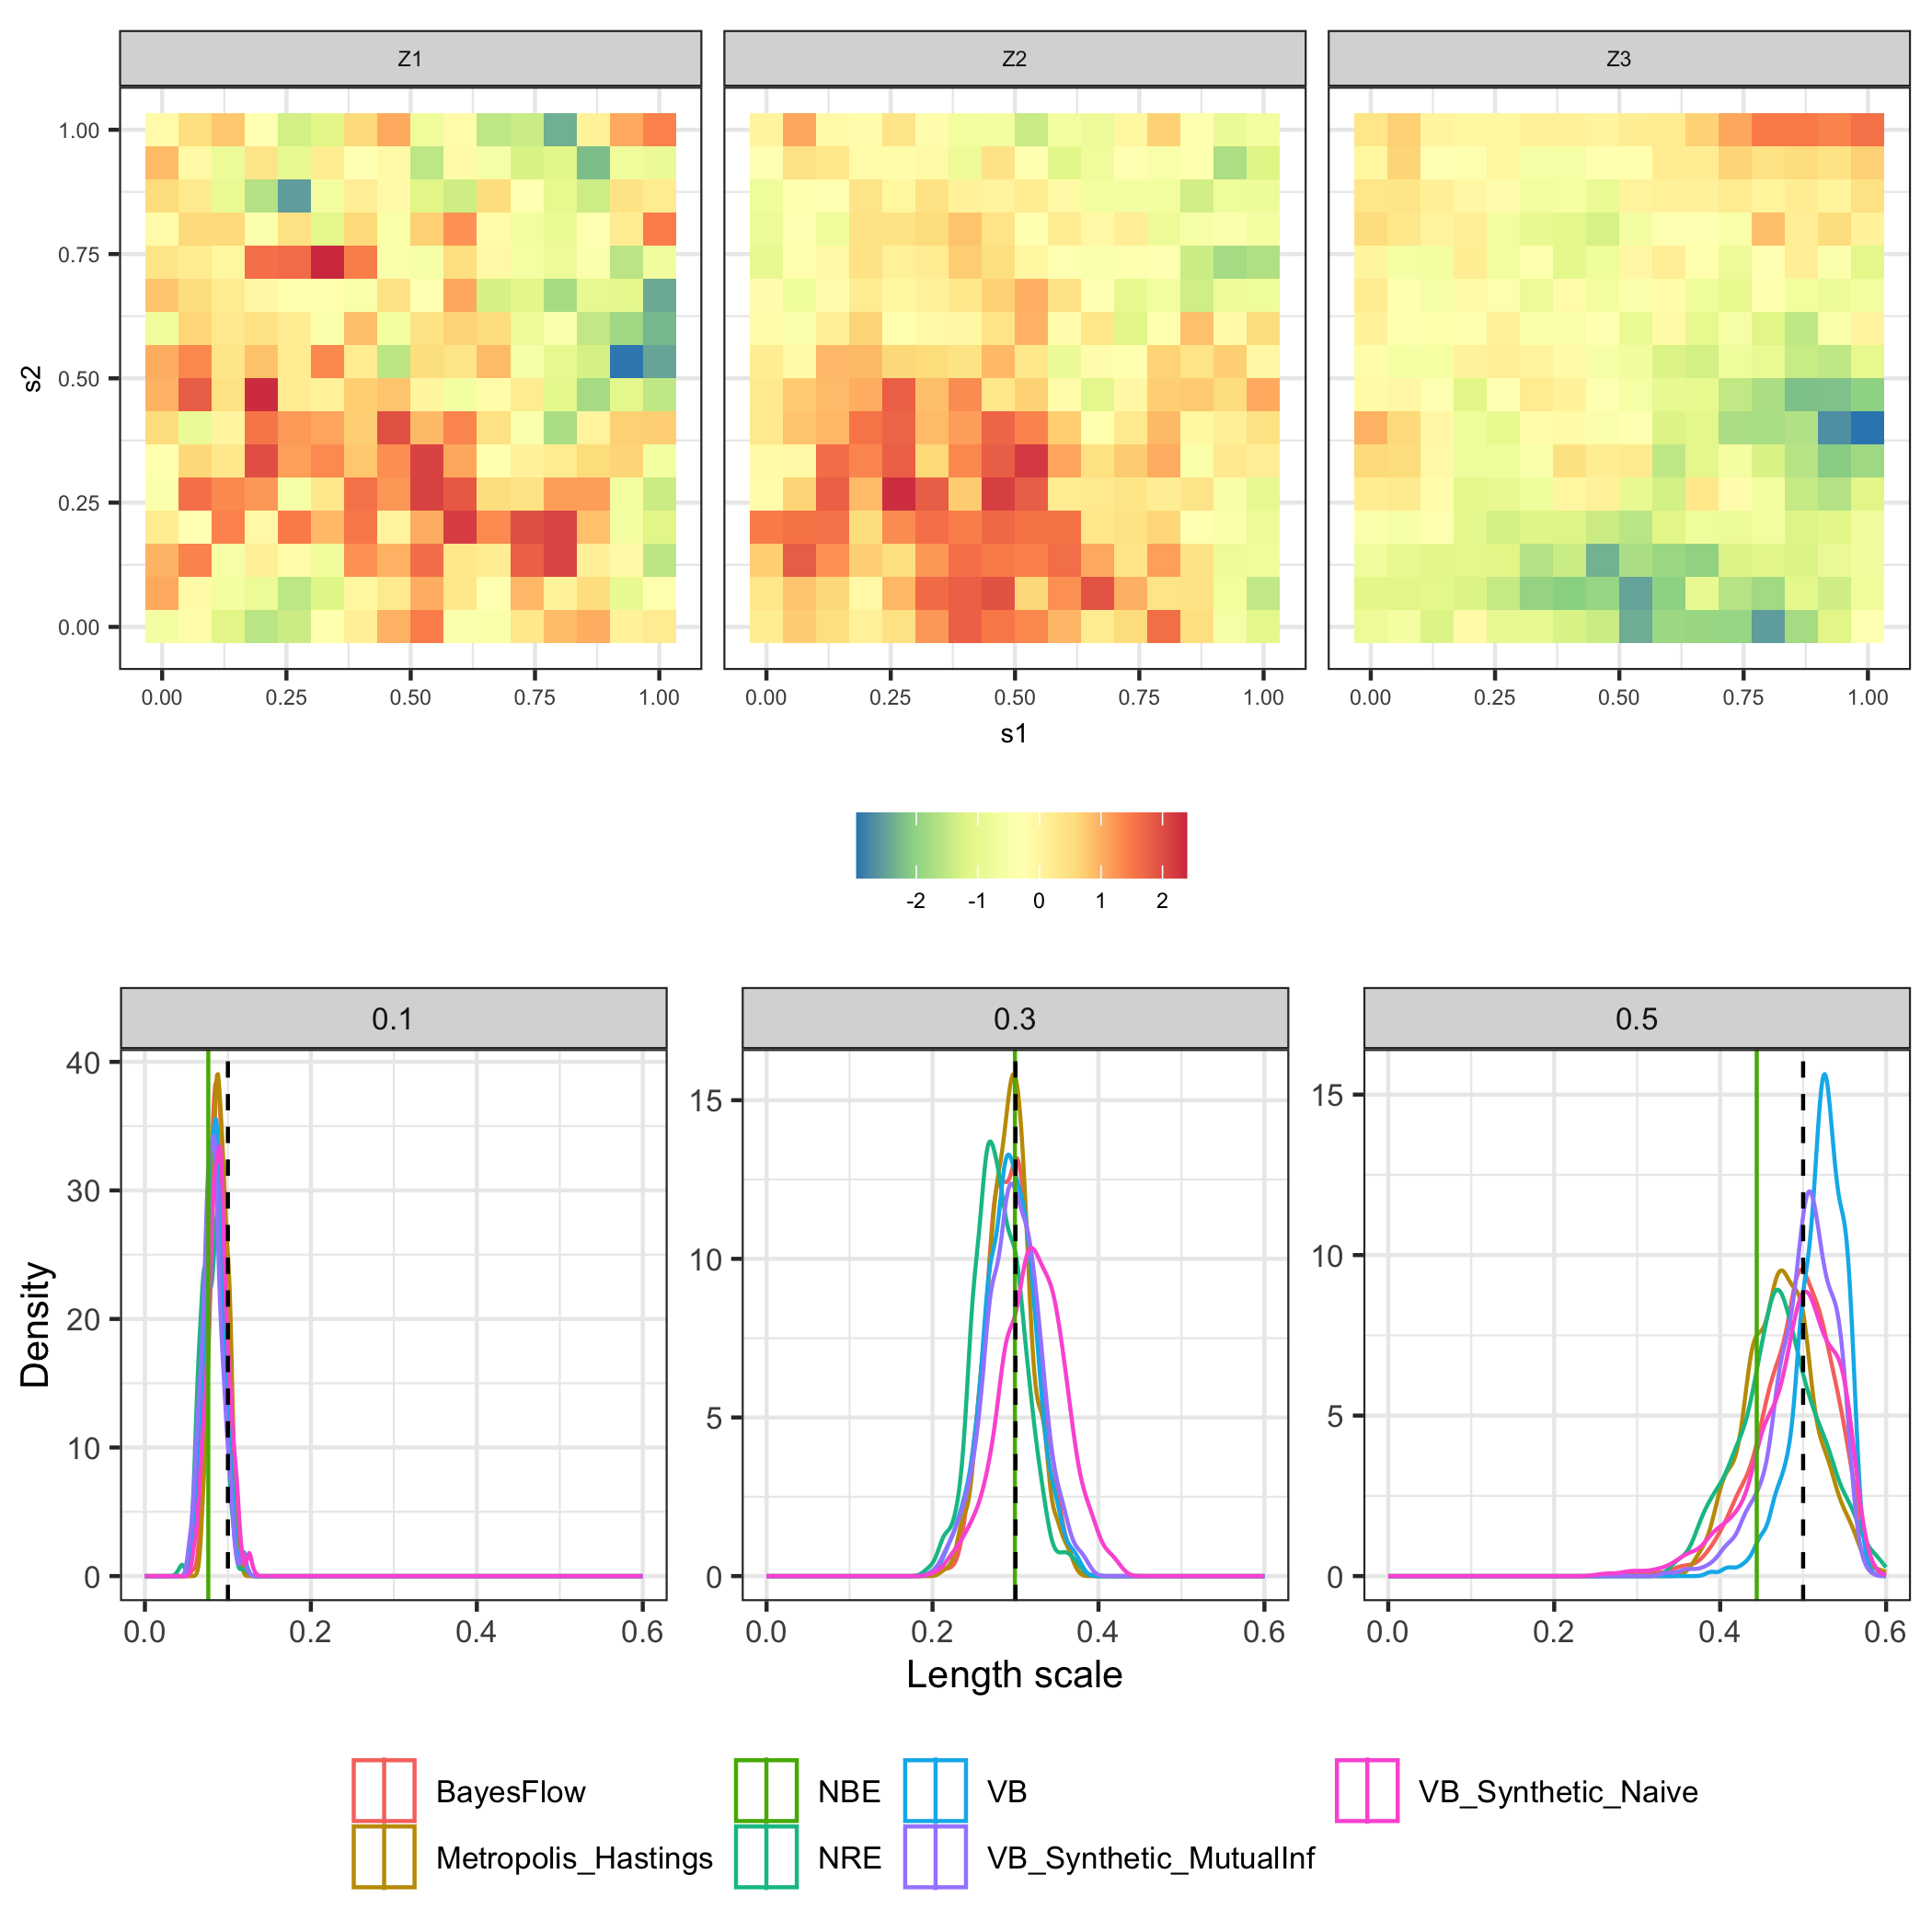 Z1 Z2 Z3
1.00
0.75
0.50
0.25
0.00
s2
0.00 0.25 0.50 0.75 1.00 0.00 0.25 0.50 0.75 1.00 0.00 0.25 0.50 0.75 1.00
s1
-2 -1 0 1 2
0.1 0.3 0.5
40
30
20
10
0
15
10
5
0
15
10
5
0
Density
0.0 0.2 0.4 0.6 0.0 0.2 0.4 0.6 0.0 0.2 0.4 0.6
Length scale
BayesFlow NBE VB VB_Synthetic_Naive
Metropolis_Hastings NRE VB_Synthetic_MutualInf